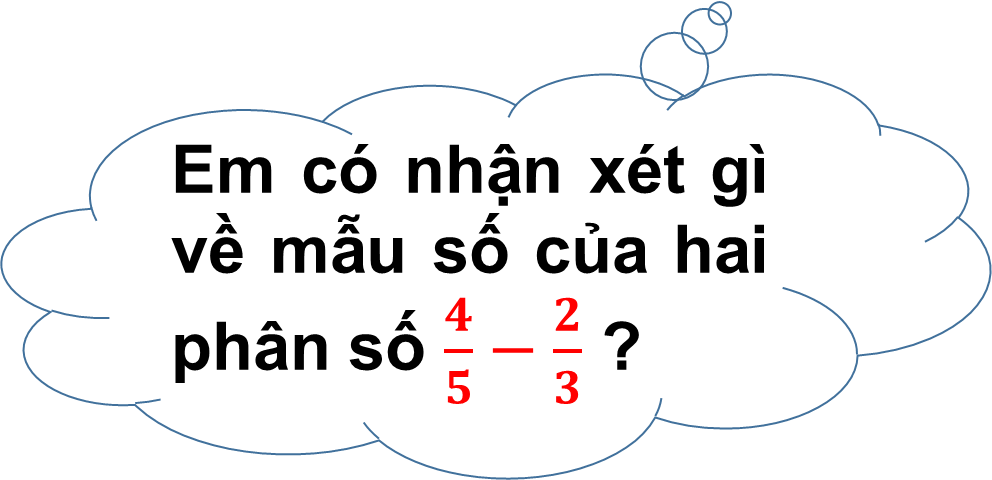 Em có nhận xét gì
về mẫu số của hai
phân số 4/5 − 2/3 ?